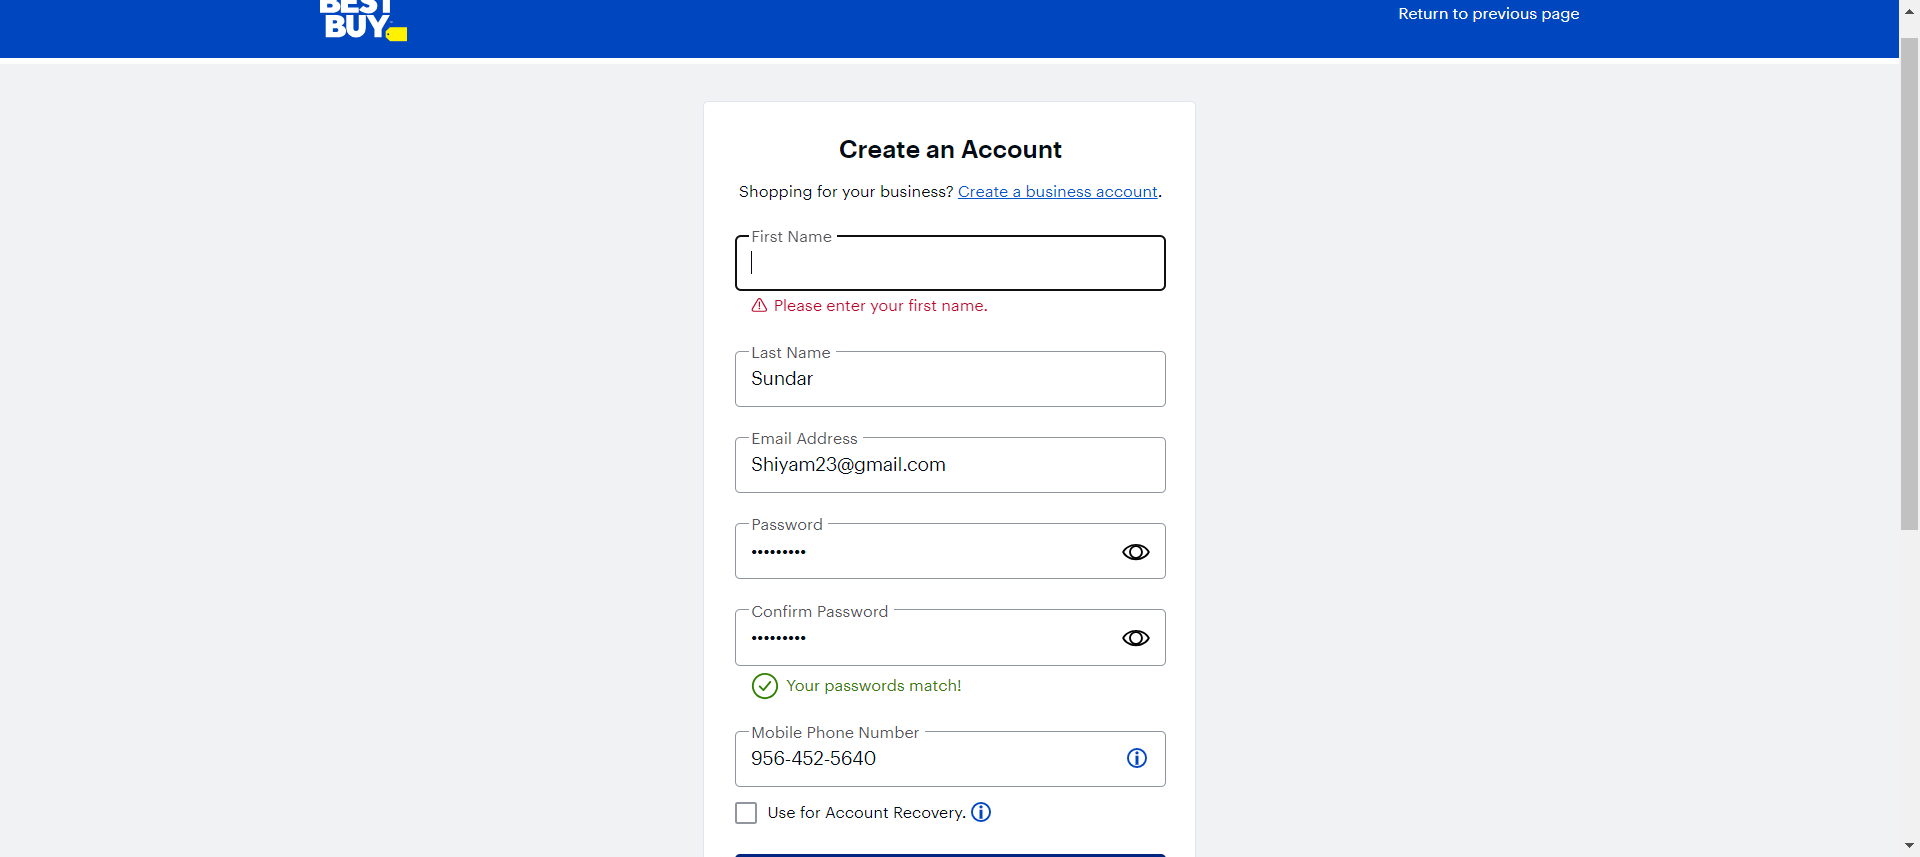 BEST
BUY
Return to previous page
Create an Account
Shopping for your business? Create a business account.
First Name
Please enter your first name.
Last Name
Sundar
Email Address
Shiyam23@gmail.com
Password
•••••••••
Confirm Password
•••••••••
Your passwords match!
Mobile Phone Number
956-452-5640
Use for Account Recovery.